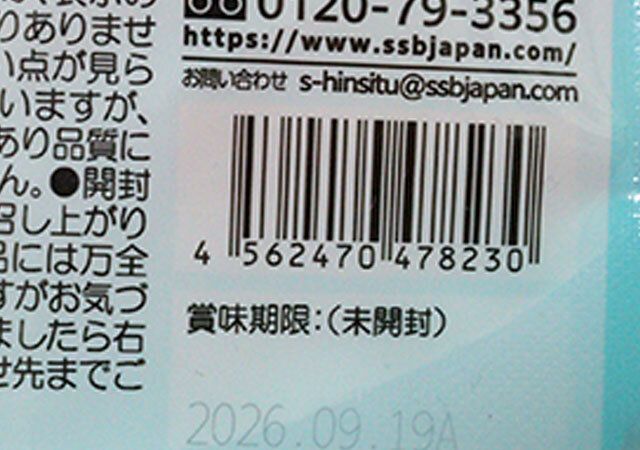 0120-79-3356
https://www.ssbjapan.com/
お問い合わせ s-hinsitu@ssbjapan.com
りありませ
い点が見ら
いますが、
あり品質に
ん。●開封
召し上がり
品には万全
すがお気づ
ましたら右
せ先までご
4 562470 478230
賞味期限:(未開封)
2026.09.19A